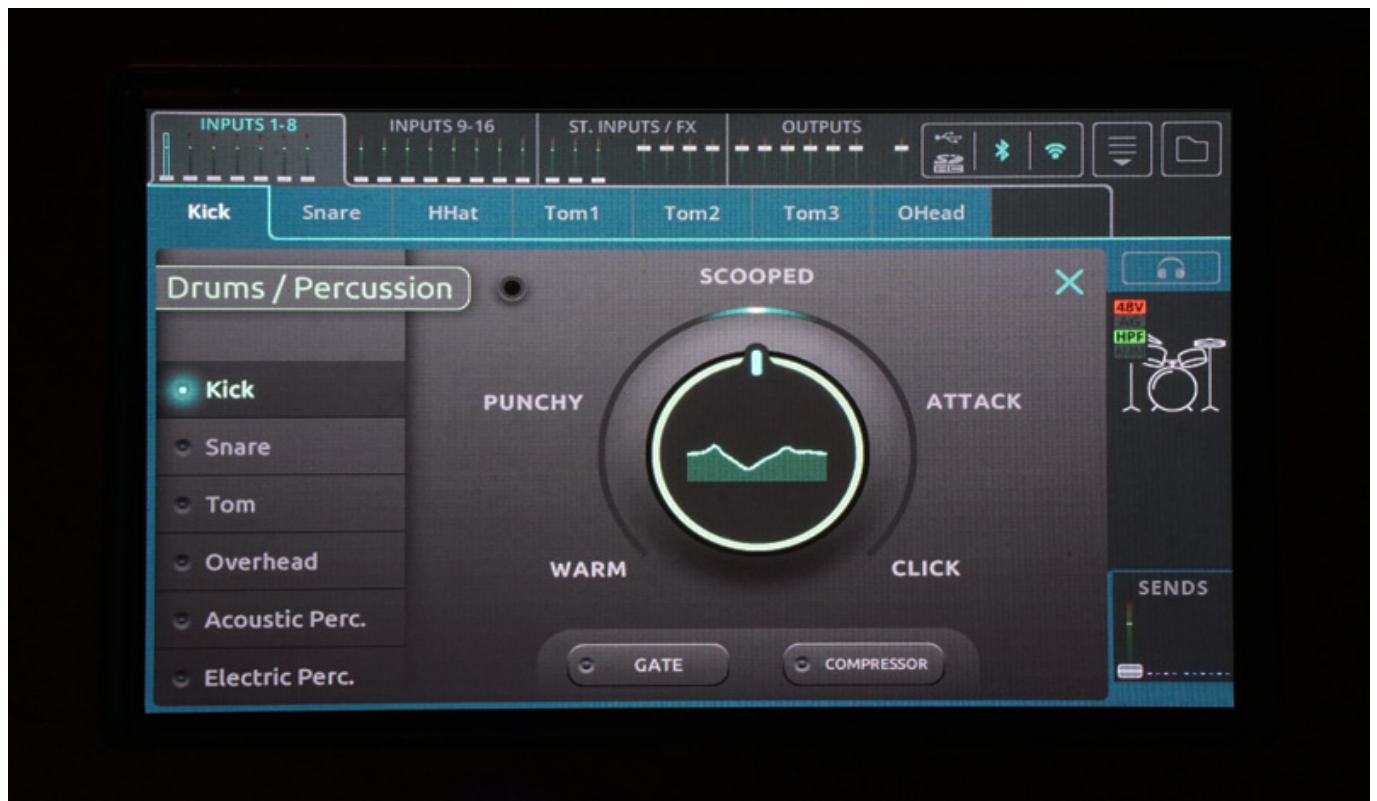 INPUTS 1-8
INPUTS 9-16
ST. INPUTS / FX
OUTPUTS
Kick
Snare
HHat
Tom1
Tom2
Tom3
OHead
Drums / Percussion
SCOOPED
48V
AG
HPF
Kick
PUNCHY
ATTACK
Snare
Tom
Overhead
WARM
CLICK
SENDS
Acoustic Perc.
GATE
COMPRESSOR
Electric Perc.